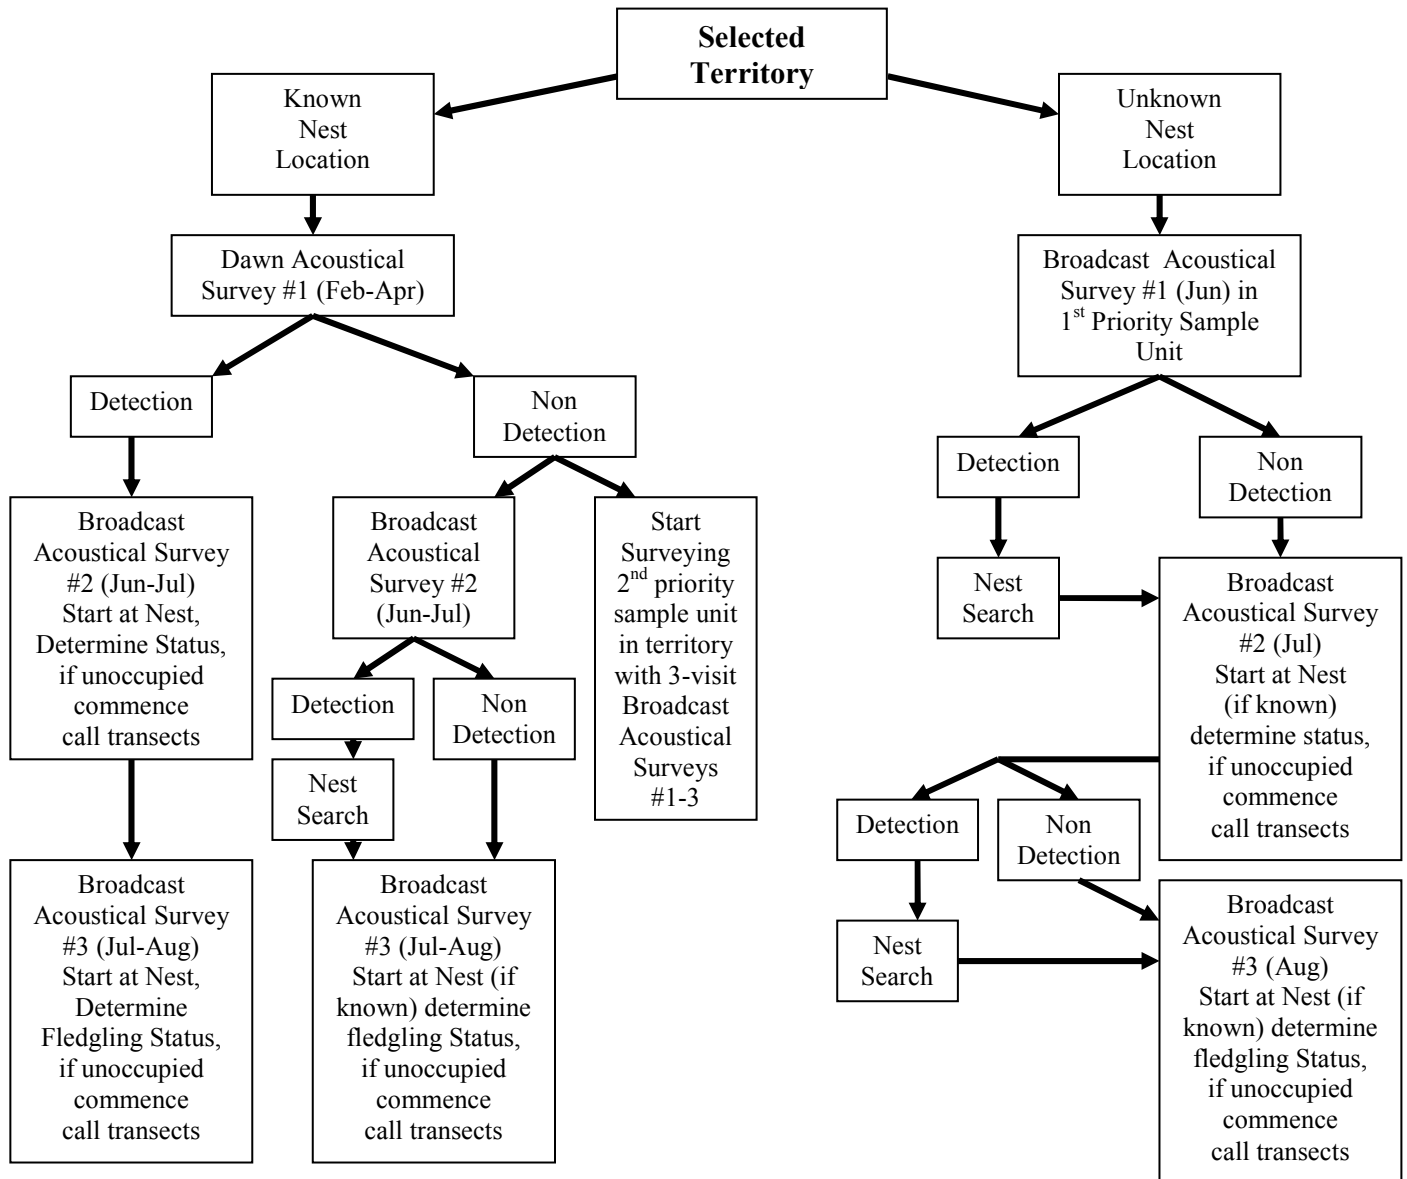 Selected
Territory
Known
Nest
Location
Unknown
Nest
Location
Dawn Acoustical
Survey #1 (Feb-Apr)
Broadcast Acoustical
Survey #1 (Jun) in
1st Priority Sample
Unit
Detection
Non
Detection
Detection
Non
Detection
Broadcast
Acoustical Survey
#2 (Jun-Jul)
Start at Nest,
Determine Status,
if unoccupied
commence
call transects
Broadcast
Acoustical
Survey #2
(Jun-Jul)
Start
Surveying
2nd priority
sample unit
in territory
with 3-visit
Broadcast
Acoustical
Surveys
#1-3
Nest
Search
Broadcast
Acoustical Survey
#2 (Jul)
Start at Nest
(if known)
determine status,
if unoccupied
commence
call transects
Detection
Non
Detection
Nest
Search
Detection
Non
Detection
Broadcast
Acoustical Survey
#3 (Jul-Aug)
Start at Nest,
Determine
Fledgling Status,
if unoccupied
commence
call transects
Broadcast
Acoustical Survey
#3 (Jul-Aug)
Start at Nest (if
known) determine
fledgling Status,
if unoccupied
commence
call transects
Nest
Search
Broadcast
Acoustical Survey
#3 (Aug)
Start at Nest (if
known) determine
fledgling Status,
if unoccupied
commence
call transects